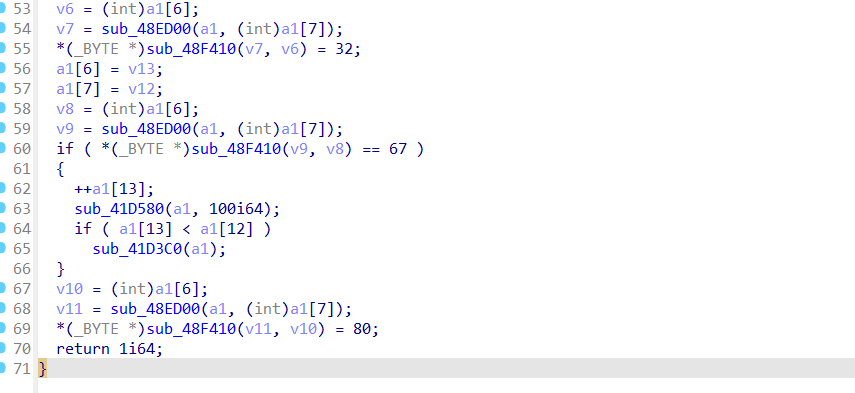 53 v6 = (int)a1[6];
54 v7 = sub_48ED00(a1, (int)a1[7]);
55 *(_BYTE *)sub_48F410(v7, v6) = 32;
56 a1[6] = v13;
57 a1[7] = v12;
58 v8 = (int)a1[6];
59 v9 = sub_48ED00(a1, (int)a1[7]);
60 if ( *(_BYTE *)sub_48F410(v9, v8) == 67 )
61 {
62 ++a1[13];
63 sub_41D580(a1, 100i64);
64 if ( a1[13] < a1[12] )
65 sub_41D3C0(a1);
66 }
67 v10 = (int)a1[6];
68 v11 = sub_48ED00(a1, (int)a1[7]);
69 *(_BYTE *)sub_48F410(v11, v10) = 80;
70 return 1i64;
71 }